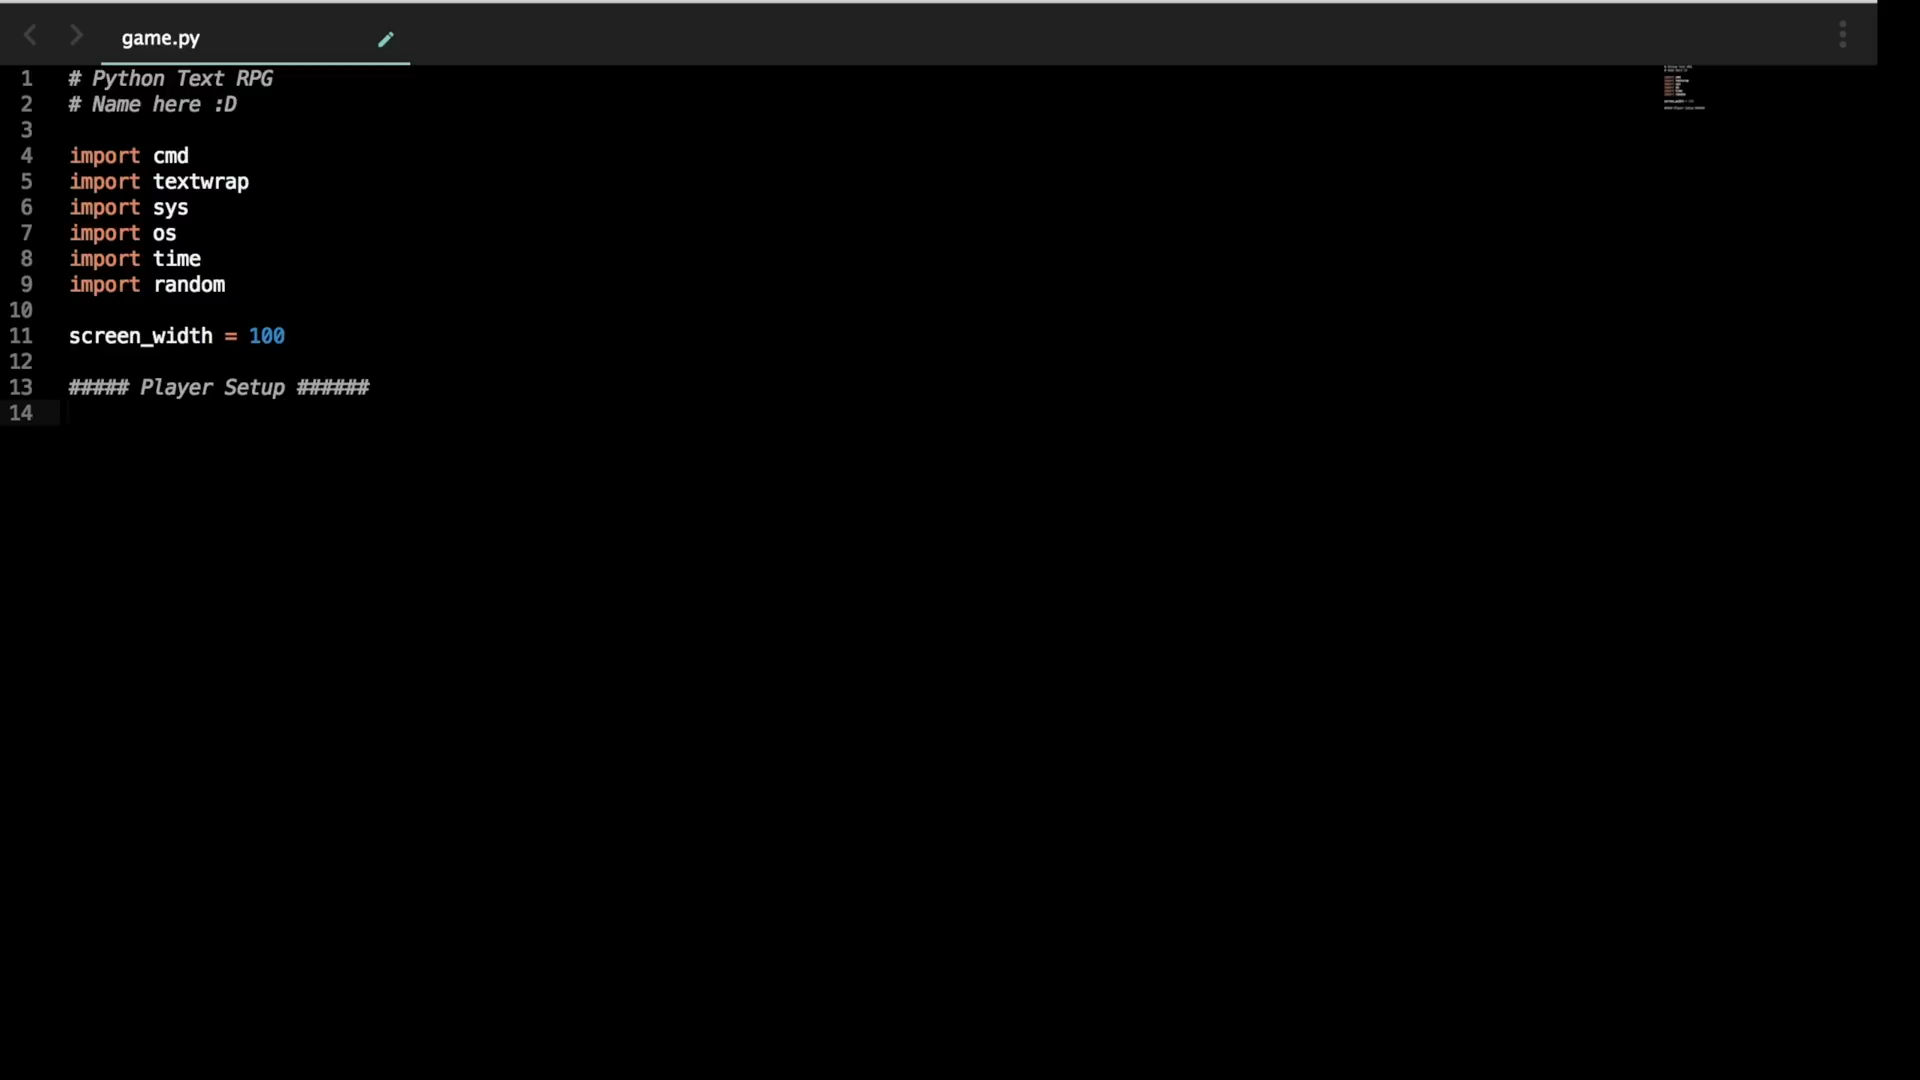 game.py
1 # Python Text RPG
2 # Name here :D
3
4 import cmd
5 import textwrap
6 import sys
7 import os
8 import time
9 import random
10
11 screen_width = 100
12
13 ##### Player Setup ######
14